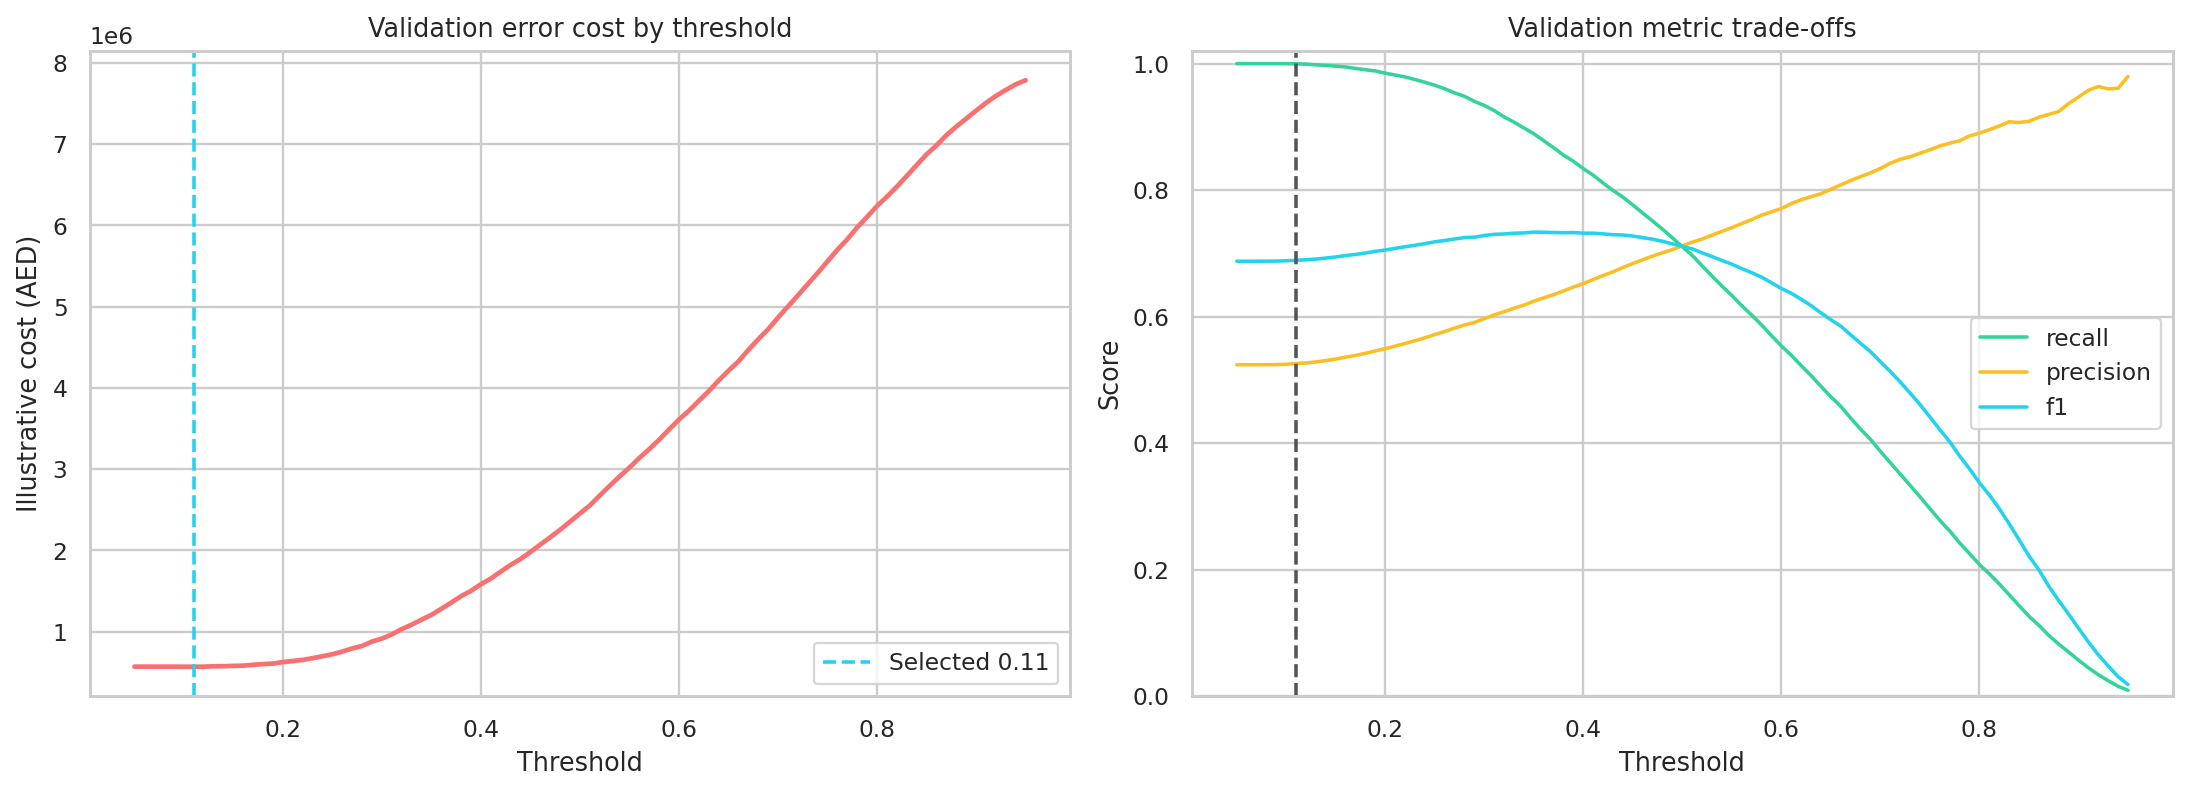 Validation error cost by threshold
1e6
8
7
6
5
4
3
2
1
Illustrative cost (AED)
0.2 0.4 0.6 0.8
Threshold
Selected 0.11
Validation metric trade-offs
1.0
0.8
0.6
0.4
0.2
0.0
Score
0.2 0.4 0.6 0.8
Threshold
recall
precision
f1